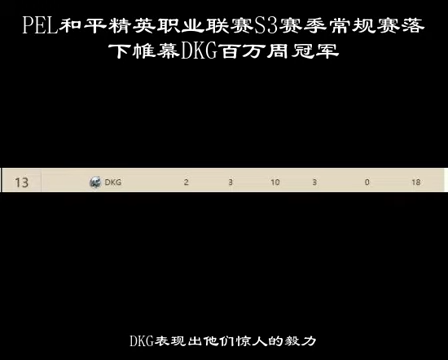 PEL和平精英职业联赛S3赛季常规赛落
下帷幕DKG百万周冠军
13 DKG 2 3 10 3 0 18
DKG表现出他们惊人的毅力